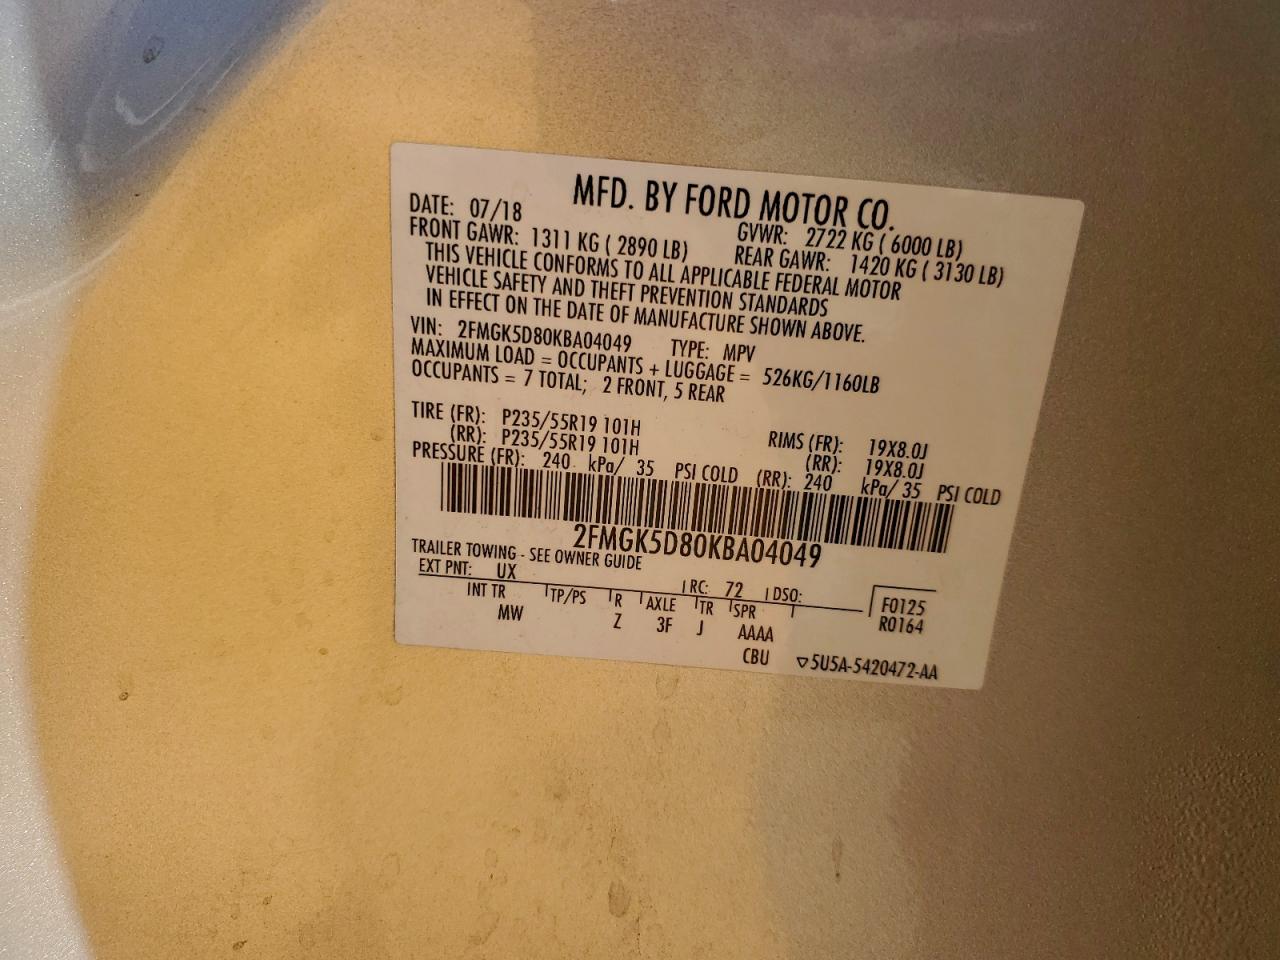 MFD. BY FORD MOTOR CO.
DATE: 07/18 GVWR: 2722 KG ( 6000 LB)
FRONT GAWR: 1311 KG ( 2890 LB) REAR GAWR: 1420 KG ( 3130 LB)
THIS VEHICLE CONFORMS TO ALL APPLICABLE FEDERAL MOTOR
VEHICLE SAFETY AND THEFT PREVENTION STANDARDS
IN EFFECT ON THE DATE OF MANUFACTURE SHOWN ABOVE.
VIN: 2FMGK5D80KBA04049 TYPE: MPV
MAXIMUM LOAD = OCCUPANTS + LUGGAGE = 526KG/1160LB
OCCUPANTS = 7 TOTAL; 2 FRONT, 5 REAR
TIRE (FR): P235/55R19 101H RIMS (FR): 19X8.0J
(RR): P235/55R19 101H (RR): 19X8.0J
PRESSURE (FR): 240 kPa/ 35 PSI COLD (RR): 240 kPa/ 35 PSI COLD
2FMGK5D80KBA04049
TRAILER TOWING - SEE OWNER GUIDE
EXT PNT: UX RC: 72 DSO:
INT TR TP/PS R AXLE TR SPR F0125
MW Z 3F J AAAA R0164
CBU ▽5U5A-5420472-AA